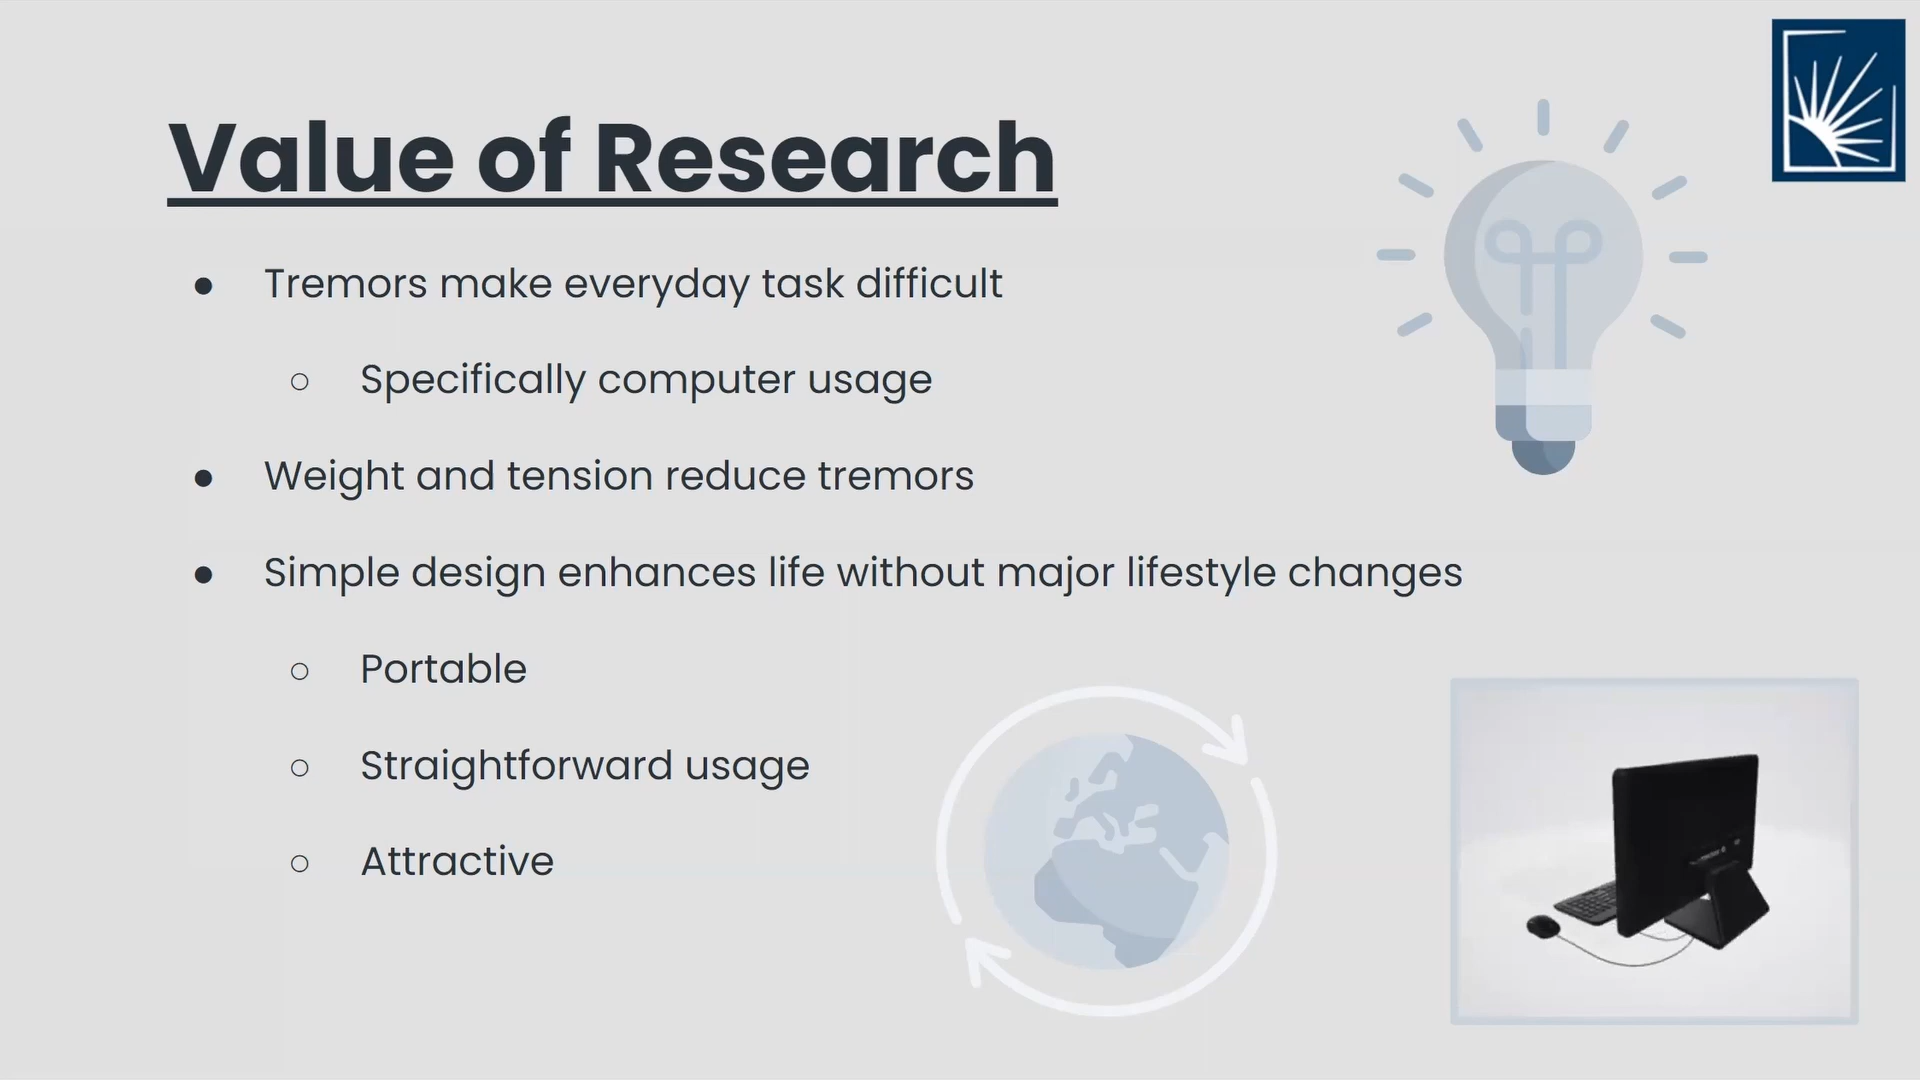 Value of Research
● Tremors make everyday task difficult
○ Specifically computer usage
● Weight and tension reduce tremors
● Simple design enhances life without major lifestyle changes
○ Portable
○ Straightforward usage
○ Attractive